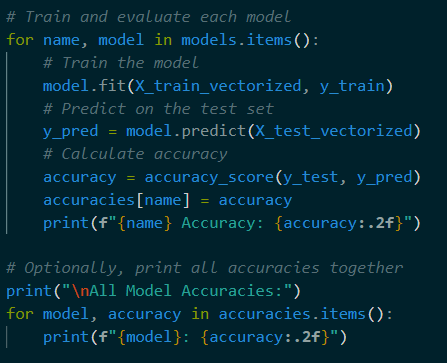 # Train and evaluate each model
for name, model in models.items():
    # Train the model
    model.fit(X_train_vectorized, y_train)
    # Predict on the test set
    y_pred = model.predict(X_test_vectorized)
    # Calculate accuracy
    accuracy = accuracy_score(y_test, y_pred)
    accuracies[name] = accuracy
    print(f"{name} Accuracy: {accuracy:.2f}")

# Optionally, print all accuracies together
print("\nAll Model Accuracies:")
for model, accuracy in accuracies.items():
    print(f"{model}: {accuracy:.2f}")